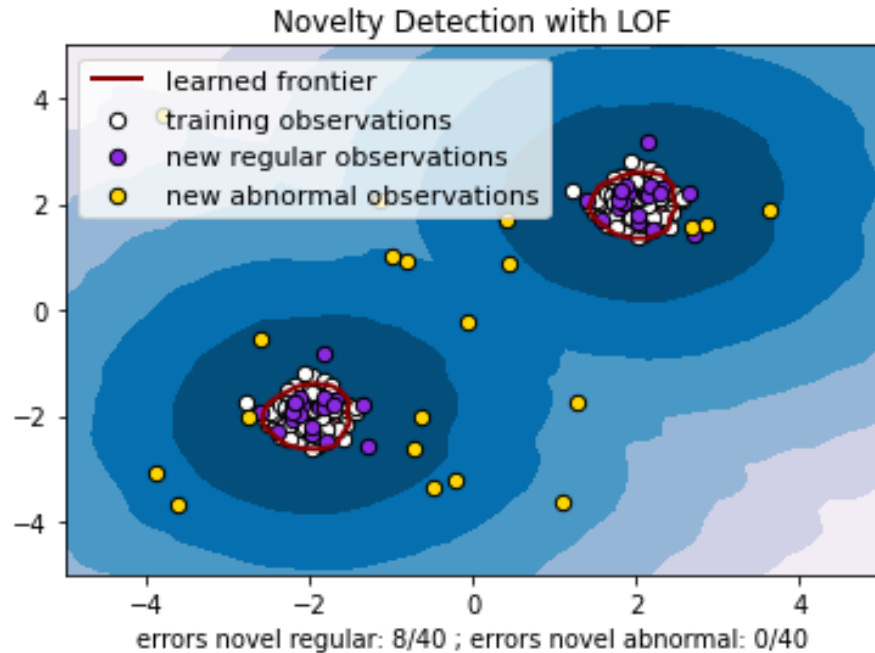 Novelty Detection with LOF
learned frontier
training observations
new regular observations
new abnormal observations
4
2
0
−2
−4
−4
−2
0
2
4
errors novel regular: 8/40 ; errors novel abnormal: 0/40